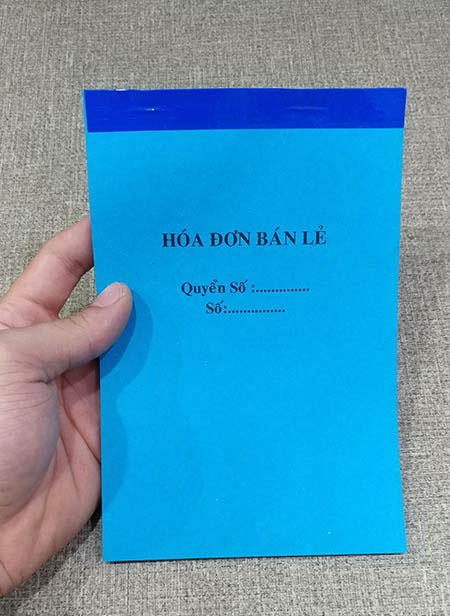 HÓA ĐƠN BÁN LẺ
Quyển Số :..............
Số:...............